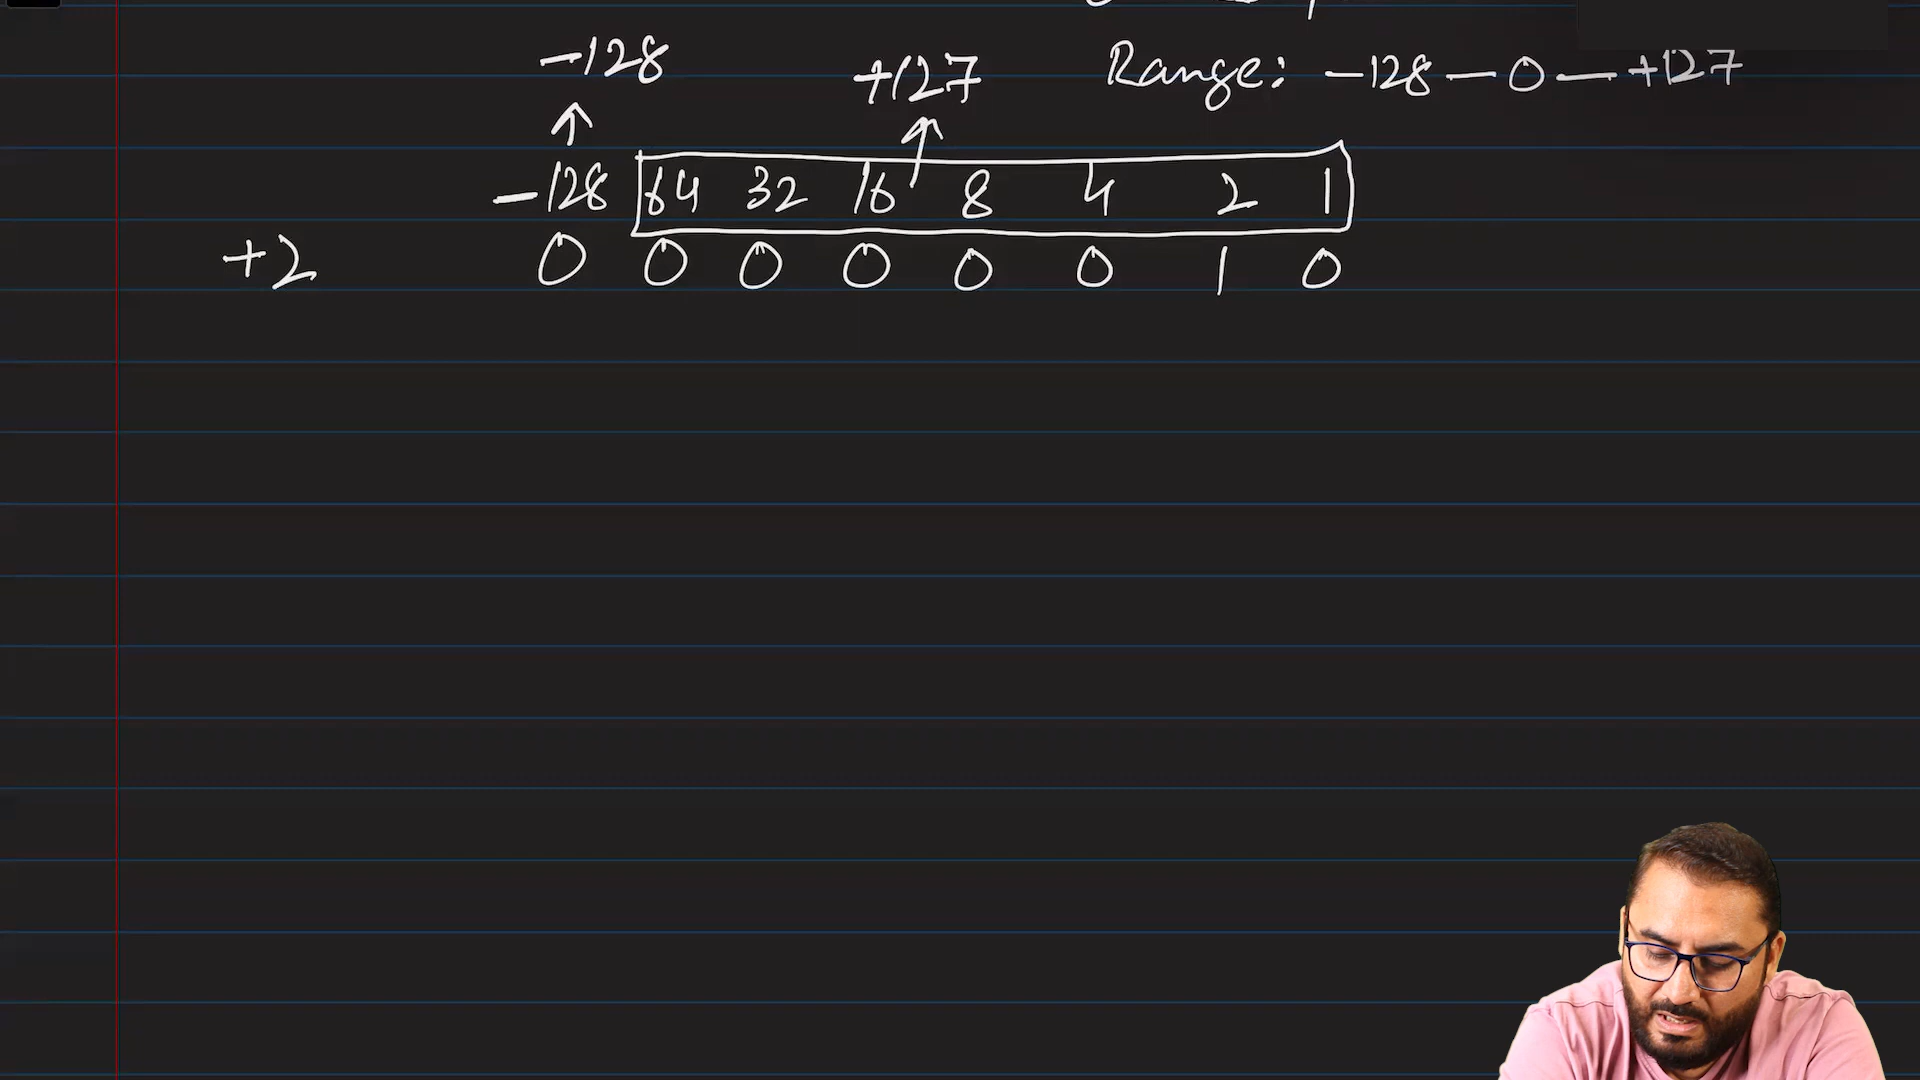 -128
+127
Range: -128 — 0 — +127
-128 64 32 16 8 4 2 1
+2 0 0 0 0 0 0 1 0